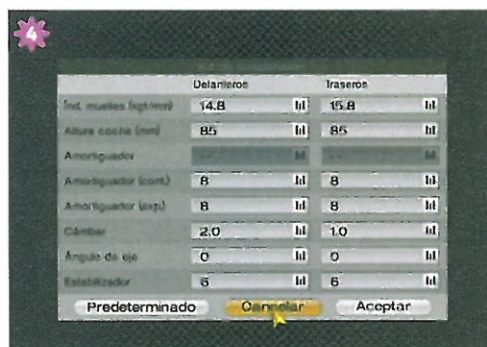 4
Delanteros Traseros
Ind. muelles (kgf/mm) 14.8 15.8
Altura coche (mm) 85 85
Amortiguador -- --
Amortiguador (cont.) 8 8
Amortiguador (exp.) 8 8
Cámber 2.0 1.0
Ángulo de eje 0 0
Estabilizador 6 6
Predeterminado Cancelar Aceptar